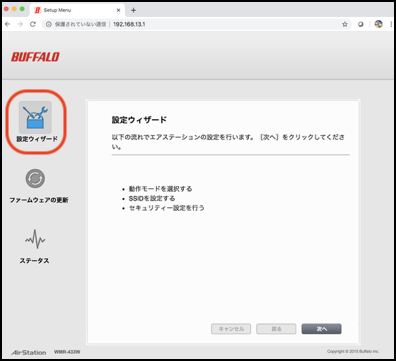 Setup Menu
保護されていない通信 | 192.168.13.1
BUFFALO
設定ウィザード
ファームウェアの更新
ステータス
設定ウィザード
以下の流れでエアステーションの設定を行います。 [次へ] をクリックしてくださ
い。
• 動作モードを選択する
• SSIDを設定する
• セキュリティー設定を行う
キャンセル
戻る
次へ
AirStation WMR-433W
Copyright © 2015 Buffalo Inc.